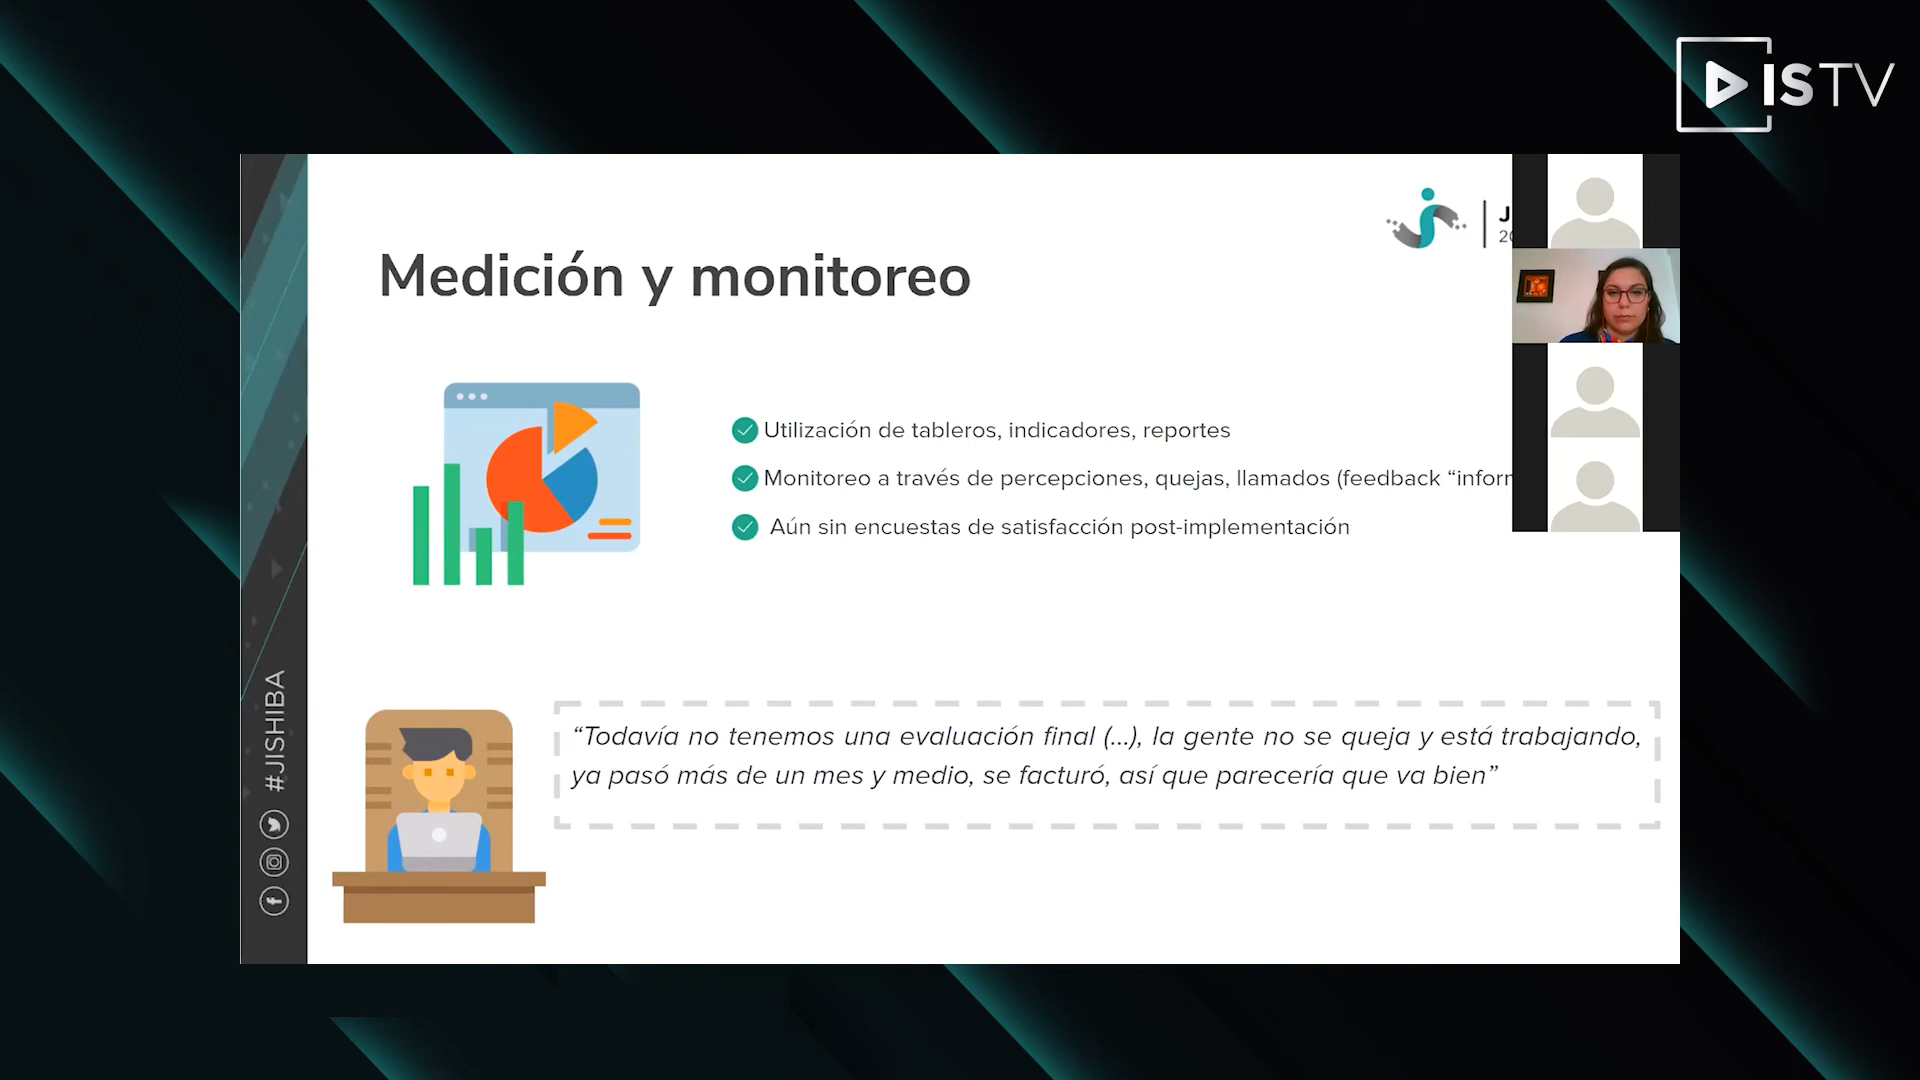 ISTV
Medición y monitoreo
Utilización de tableros, indicadores, reportes
Monitoreo a través de percepciones, quejas, llamados (feedback
Aún sin encuestas de satisfacción post-implementación
“Todavía no tenemos una evaluación final (...), la gente no se queja y está trabajando,
ya pasó más de un mes y medio, se facturó, así que parecería que va bien”
#JISHIBA